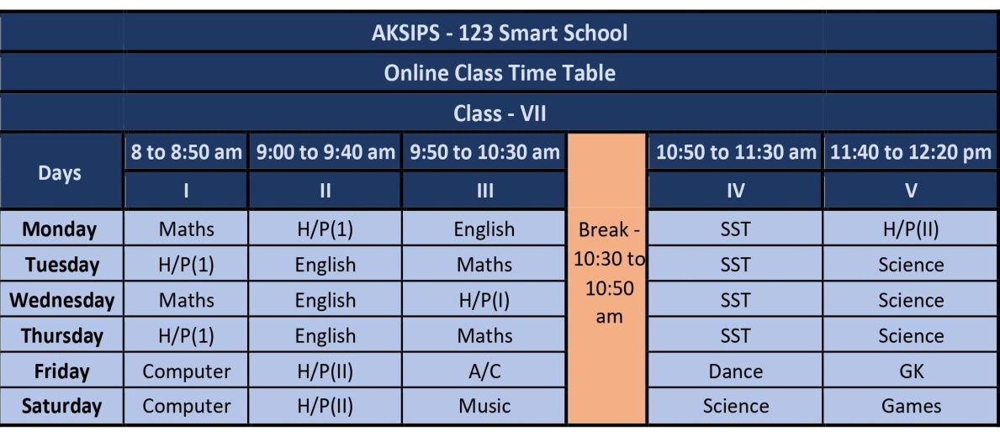 AKSIPS - 123 Smart School
Online Class Time Table
Class - VII
Days 8 to 8:50 am 9:00 to 9:40 am 9:50 to 10:30 am 10:50 to 11:30 am 11:40 to 12:20 pm
I II III IV V
Break -
10:30 to
10:50
am
Monday Maths H/P(1) English SST H/P(II)
Tuesday H/P(1) English Maths SST Science
Wednesday Maths English H/P(I) SST Science
Thursday H/P(1) English Maths SST Science
Friday Computer H/P(II) A/C Dance GK
Saturday Computer H/P(II) Music Science Games